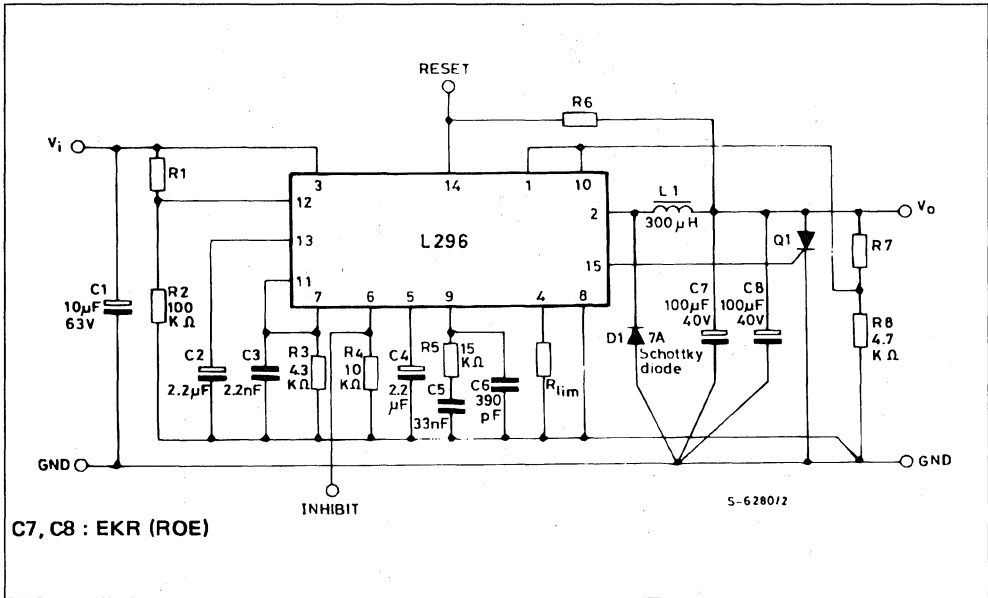 RESET
R6
Vi
R1
3
14
1
10
12
13
11
L296
2
15
7
6
5
9
4
8
L1
300µH
Vo
Q1
R7
C1
10µF
63V
R2
100
KΩ
C2
2.2µF
C3
2.2nF
R3
4.3
KΩ
R4
10
KΩ
C4
2.2
µF
R5
15
KΩ
C5
33nF
C6
390
pF
Rlim
D1
7A
Schottky
diode
C7
100µF
40V
C8
100µF
40V
R8
4.7
KΩ
GND
GND
INHIBIT
S-6280/2
C7, C8 : EKR (ROE)